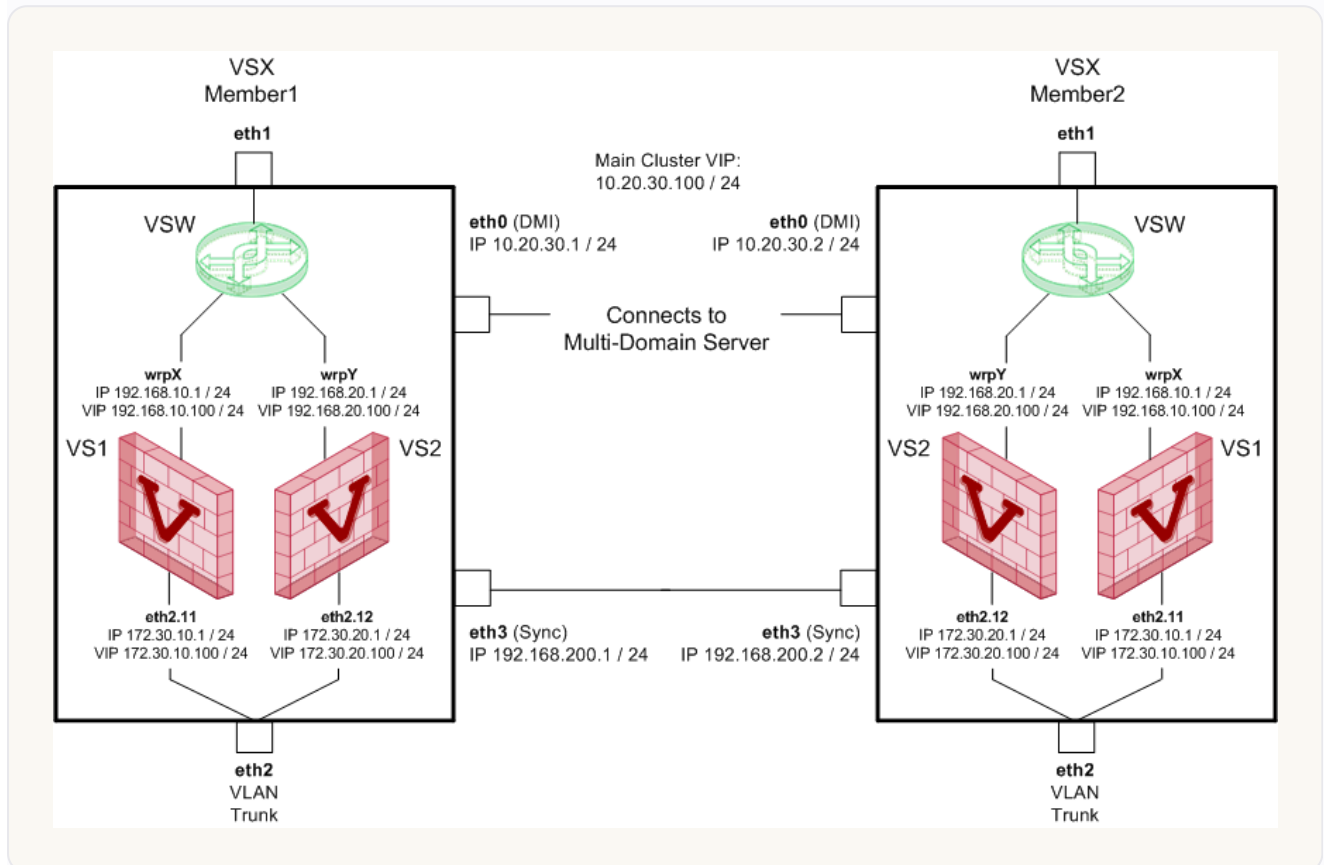 VSX
Member1
eth1
VSX
Member2
eth1
Main Cluster VIP:
10.20.30.100 / 24
eth0 (DMI)
IP 10.20.30.1 / 24
eth0 (DMI)
IP 10.20.30.2 / 24
Connects to
Multi-Domain Server
VSW
wrpX
IP 192.168.10.1 / 24
VIP 192.168.10.100 / 24
wrpY
IP 192.168.20.1 / 24
VIP 192.168.20.100 / 24
VS1
VS2
eth2.11
IP 172.30.10.1 / 24
VIP 172.30.10.100 / 24
eth2.12
IP 172.30.20.1 / 24
VIP 172.30.20.100 / 24
eth3 (Sync)
IP 192.168.200.1 / 24
eth3 (Sync)
IP 192.168.200.2 / 24
eth2
VLAN
Trunk
VSW
wrpY
IP 192.168.20.1 / 24
VIP 192.168.20.100 / 24
wrpX
IP 192.168.10.1 / 24
VIP 192.168.10.100 / 24
VS2
VS1
eth2.12
IP 172.30.20.1 / 24
VIP 172.30.20.100 / 24
eth2.11
IP 172.30.10.1 / 24
VIP 172.30.10.100 / 24
eth2
VLAN
Trunk